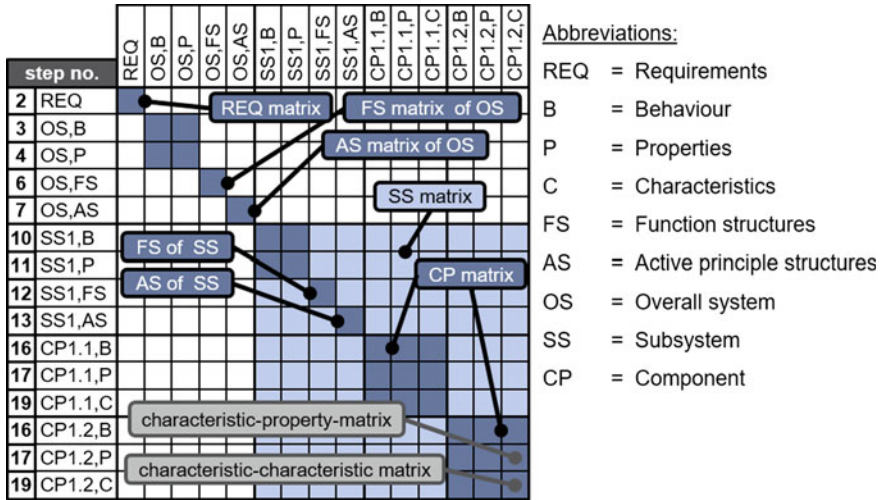 REQ
OS,B
OS,P
OS,FS
OS,AS
SS1,B
SS1,P
SS1,FS
SS1,AS
CP1.1,B
CP1.1,P
CP1.1,C
CP1.2,B
CP1.2,P
CP1.2,C
step no.
2 REQ
3 OS,B
4 OS,P
6 OS,FS
7 OS,AS
10 SS1,B
11 SS1,P
12 SS1,FS
13 SS1,AS
16 CP1.1,B
17 CP1.1,P
19 CP1.1,C
16 CP1.2,B
17 CP1.2,P
19 CP1.2,C
REQ matrix
FS matrix of OS
AS matrix of OS
SS matrix
FS of SS
AS of SS
CP matrix
characteristic-property-matrix
characteristic-characteristic matrix
Abbreviations:
REQ = Requirements
B = Behaviour
P = Properties
C = Characteristics
FS = Function structures
AS = Active principle structures
OS = Overall system
SS = Subsystem
CP = Component